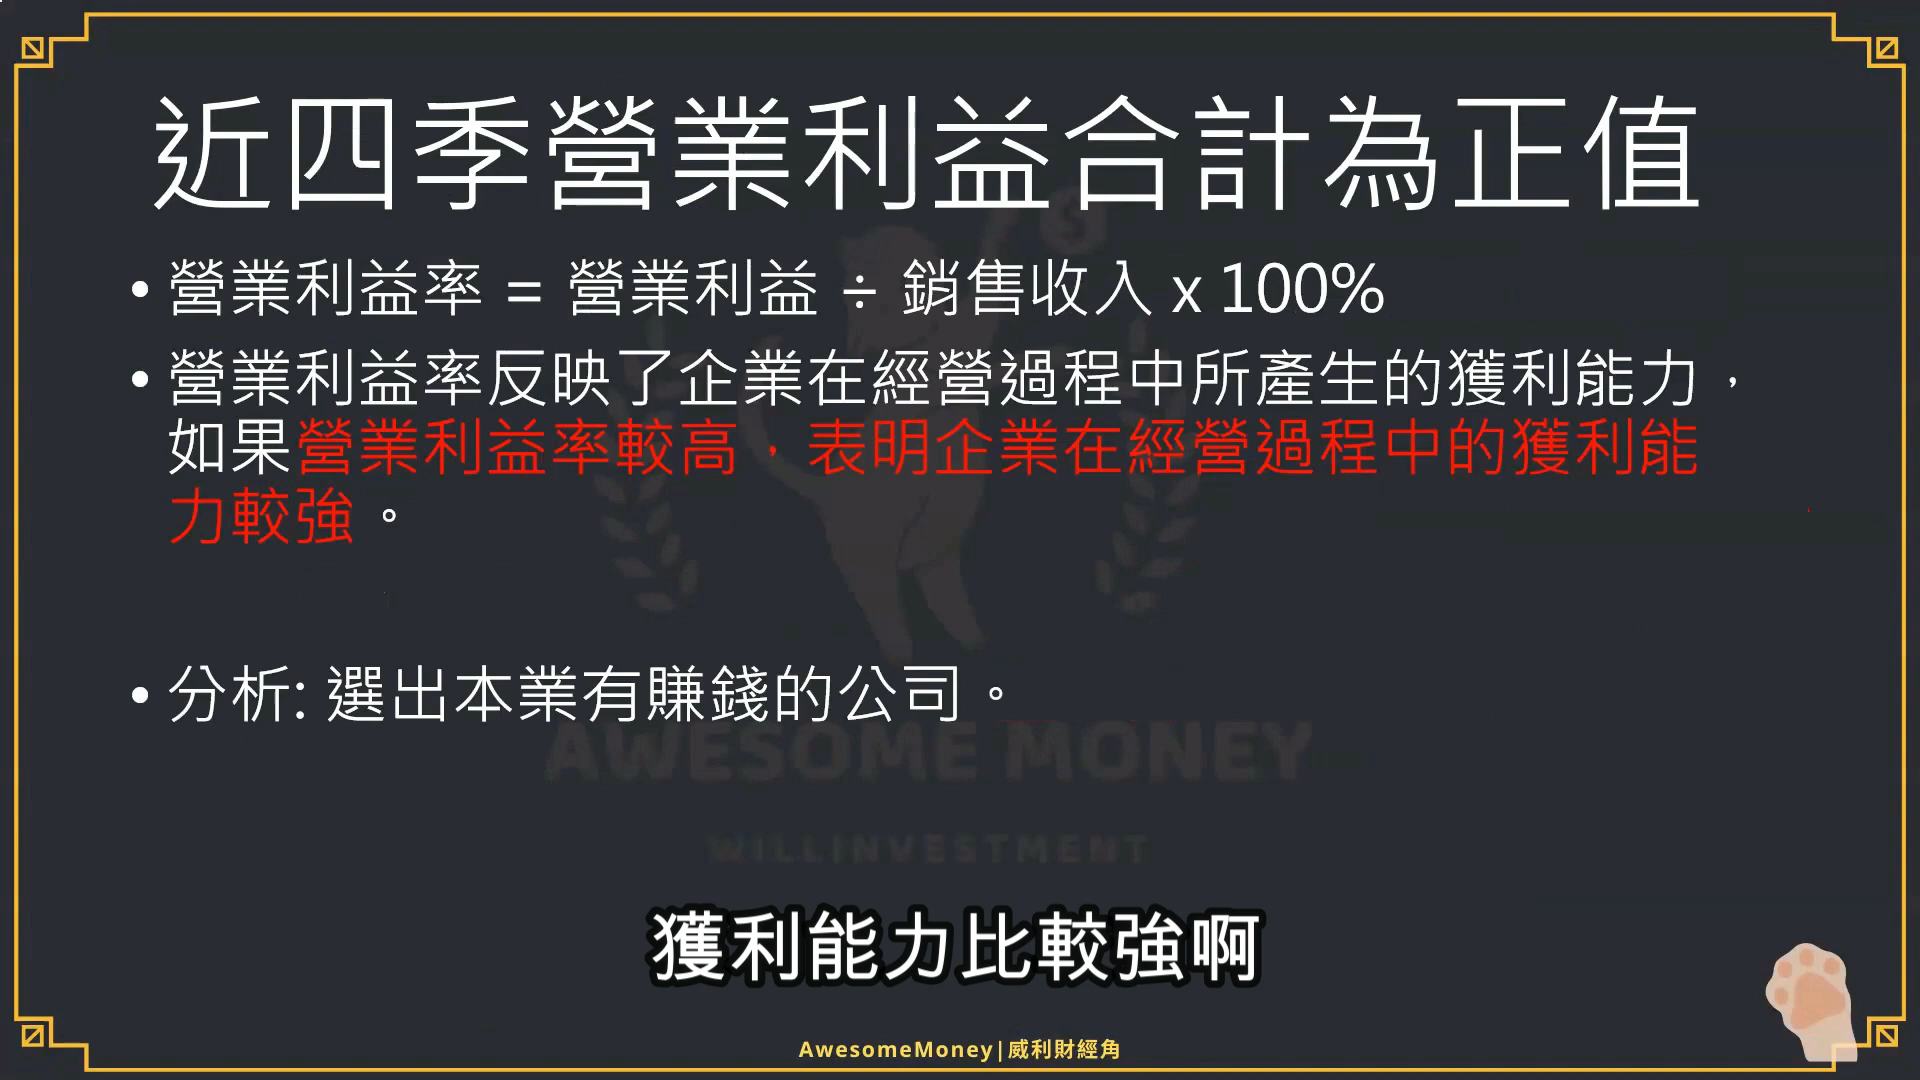 近四季營業利益合計為正值
• 營業利益率 = 營業利益 ÷ 銷售收入 x 100%
• 營業利益率反映了企業在經營過程中所產生的獲利能力，
如果營業利益率較高，表明企業在經營過程中的獲利能
力較強。
• 分析: 選出本業有賺錢的公司。
AWESOME MONEY
WILLINVESTMENT
獲利能力比較強啊
AwesomeMoney|威利財經角